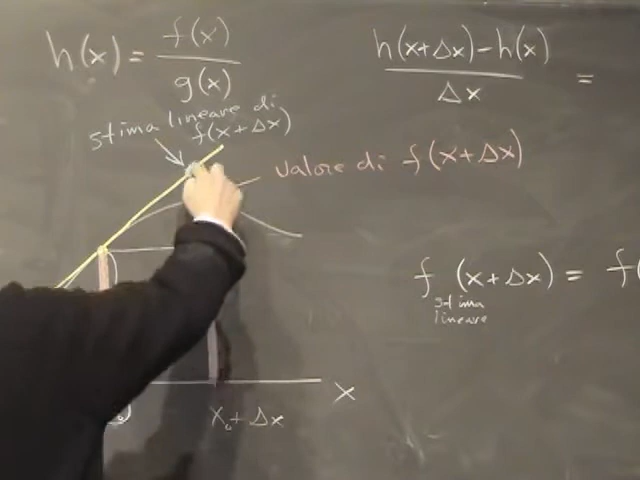 h(x) = f(x) / g(x)
h(x+Δx) - h(x) / Δx =
stima lineare di
f(x+Δx)
valore di f(x+Δx)
f (x+Δx) = f(
stima
lineare
x
x₀+Δx